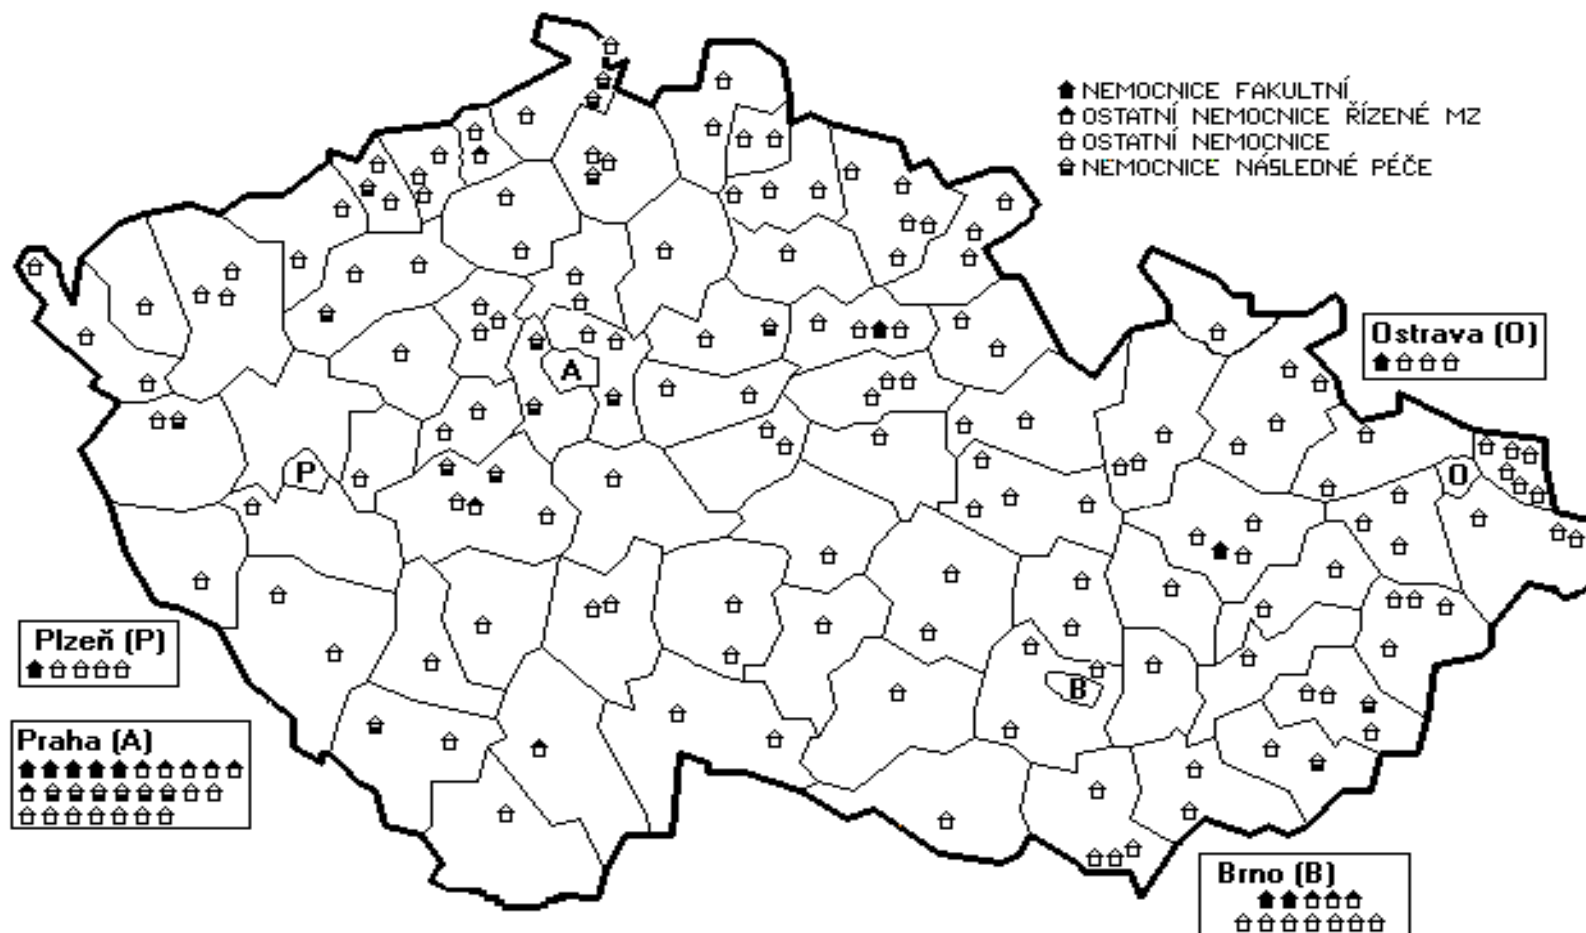 NEMOCNICE FAKULTNÍ
OSTATNÍ NEMOCNICE ŘÍZENÉ MZ
OSTATNÍ NEMOCNICE
NEMOCNICE NÁSLEDNÉ PÉČE
Ostrava (O)
A
P
O
Plzeň (P)
B
Praha (A)
Brno (B)